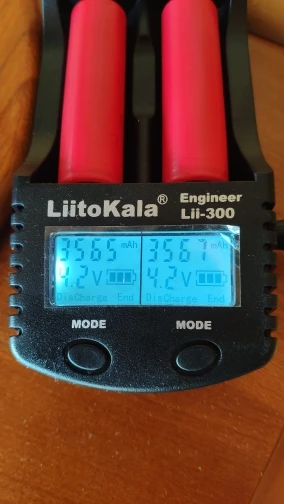 LiitoKala® Engineer
Lii-300
3565 mAh 3567 mAh
4.2V 4.2V
DisCharge End DisCharge End
MODE MODE